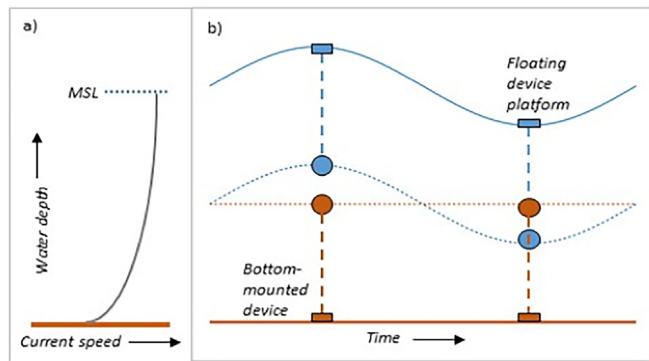 a)
MSL
Water depth
Current speed
b)
Floating
device
platform
Bottom-
mounted
device
Time